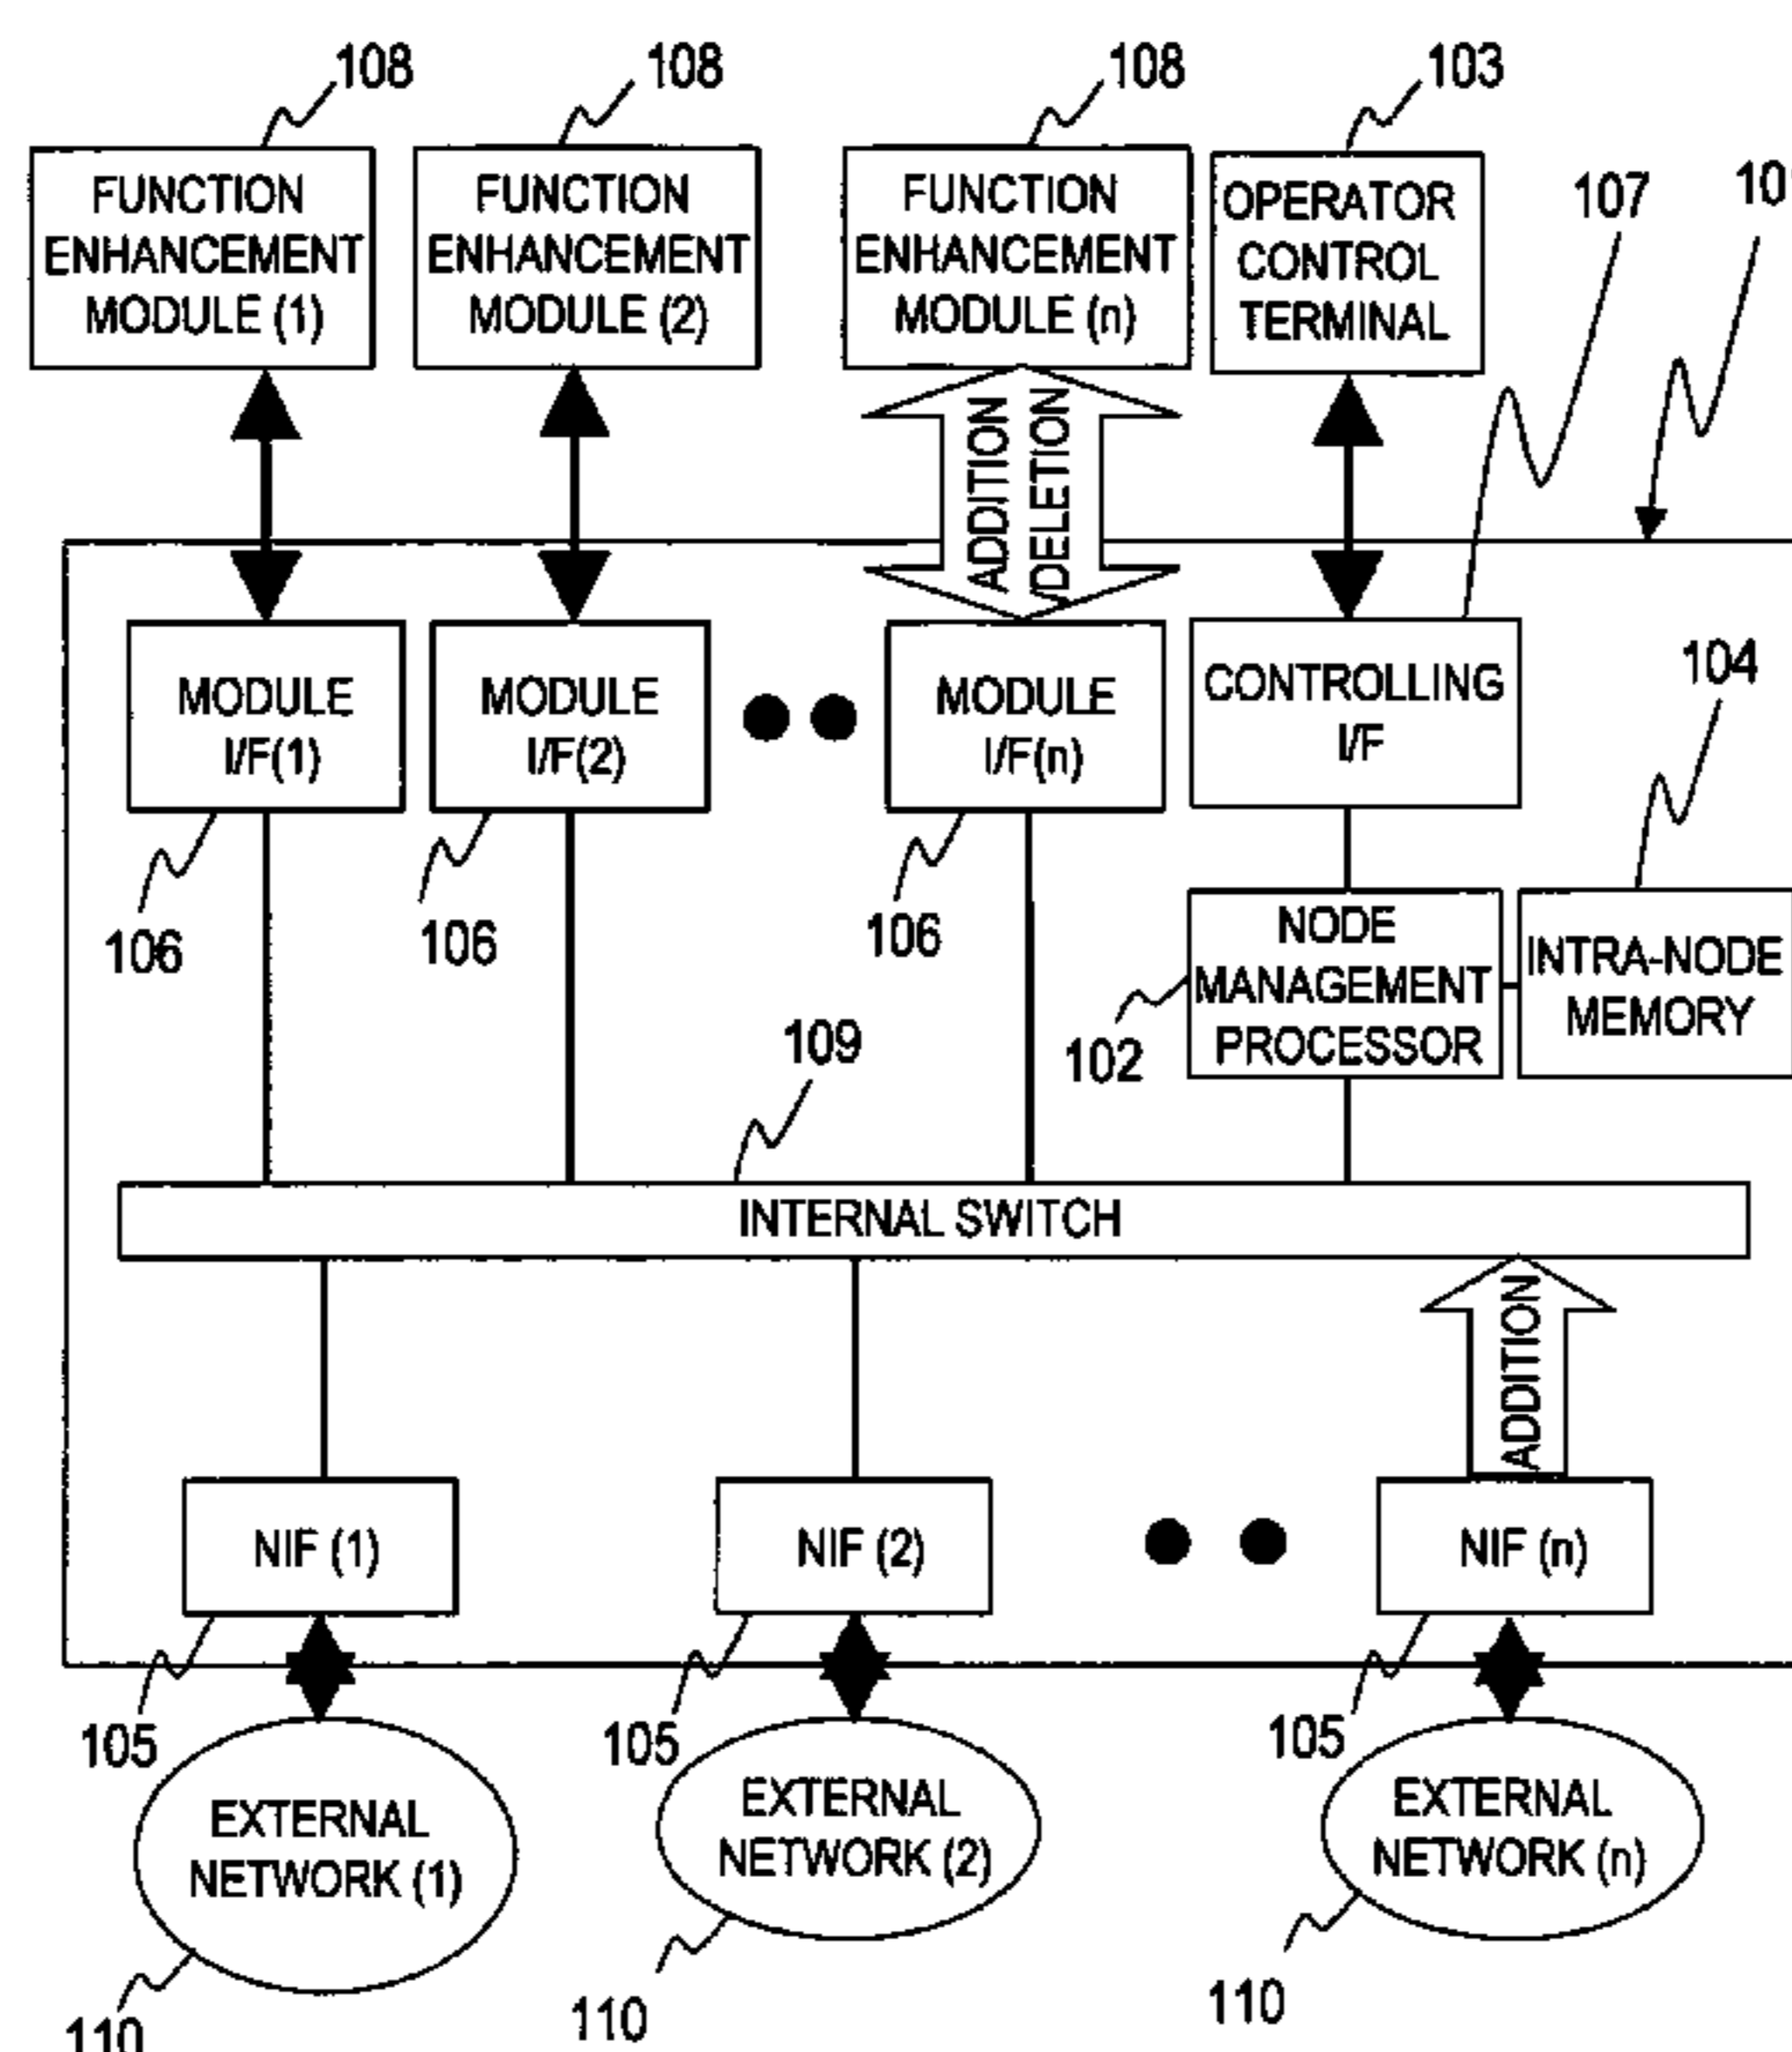 108
108
108
103
107
FUNCTION
ENHANCEMENT
MODULE (1)
FUNCTION
ENHANCEMENT
MODULE (2)
FUNCTION
ENHANCEMENT
MODULE (n)
OPERATOR
CONTROL
TERMINAL
ADDITION
/DELETION
MODULE
I/F(1)
MODULE
I/F(2)
MODULE
I/F(n)
CONTROLLING
I/F
104
106
106
106
NODE
MANAGEMENT
PROCESSOR
INTRA-NODE
MEMORY
102
109
INTERNAL SWITCH
ADDITION
NIF (1)
NIF (2)
NIF (n)
105
105
105
EXTERNAL
NETWORK (1)
EXTERNAL
NETWORK (2)
EXTERNAL
NETWORK (n)
110
110
110